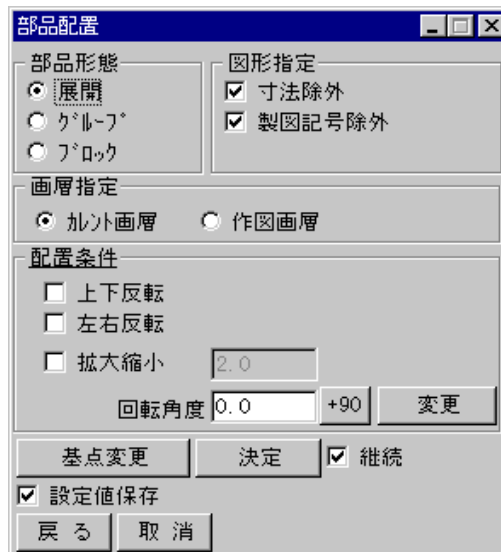 部品配置
部品形態
図形指定
展開
寸法除外
ｸﾞﾙｰﾌﾟ
製図記号除外
ﾌﾞﾛｯｸ
画層指定
ｶﾚﾝﾄ画層 作図画層
配置条件
上下反転
左右反転
拡大縮小 2.0
回転角度 0.0 +90 変更
基点変更 決定 継続
設定値保存
戻 る 取 消